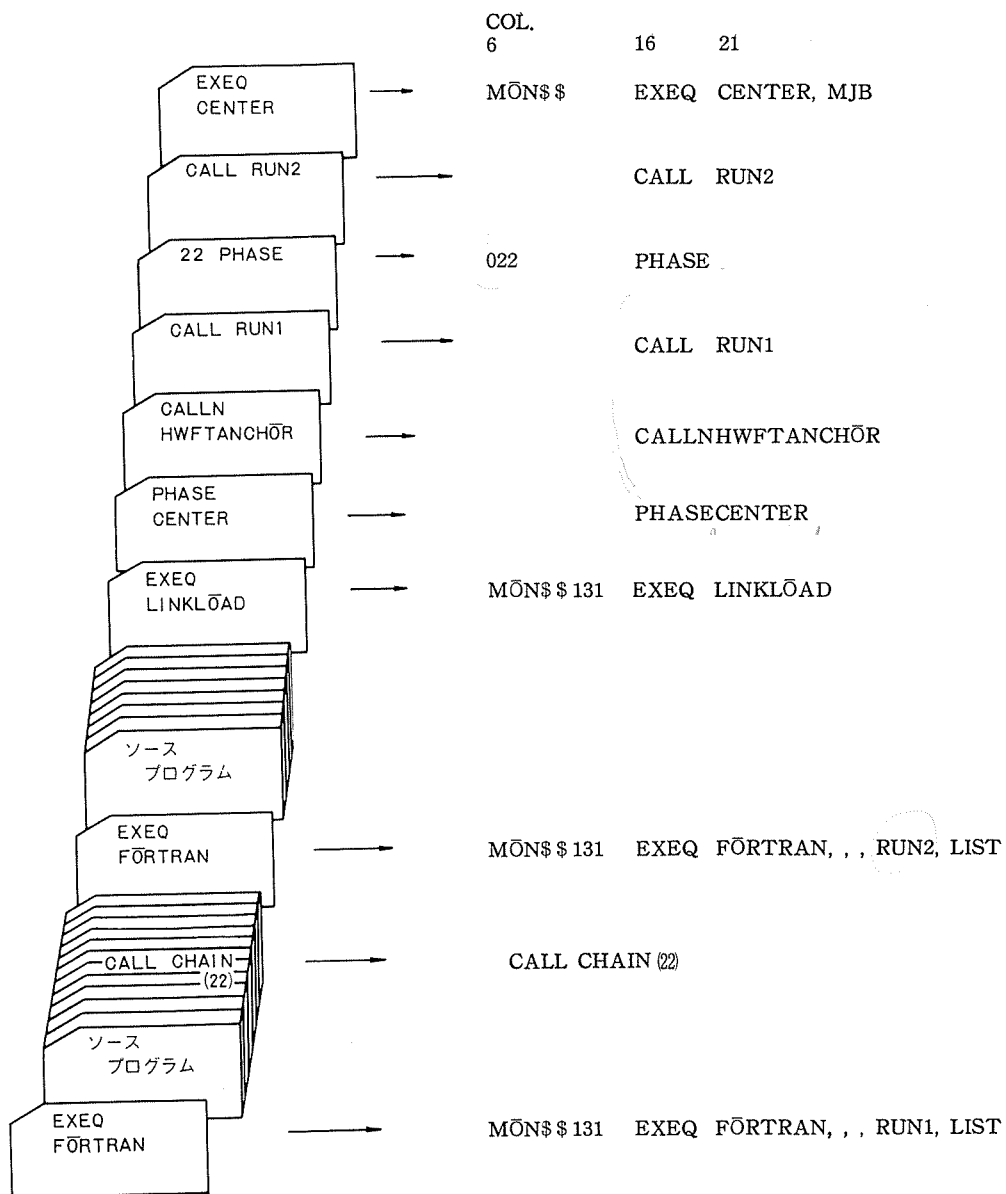 COL.
6 16 21
EXEQ
CENTER
MŌN$$ EXEQ CENTER, MJB
CALL RUN2
CALL RUN2
22 PHASE
022 PHASE
CALL RUN1
CALL RUN1
CALLN
HWFTANCHŌR
CALLNHWFTANCHŌR
PHASE
CENTER
PHASECENTER
EXEQ
LINKLŌAD
MŌN$$131 EXEQ LINKLŌAD
ソース
プログラム
EXEQ
FŌRTRAN
MŌN$$131 EXEQ FŌRTRAN, , , RUN2, LIST
CALL CHAIN
(22)
CALL CHAIN (22)
ソース
プログラム
EXEQ
FŌRTRAN
MŌN$$131 EXEQ FŌRTRAN, , , RUN1, LIST